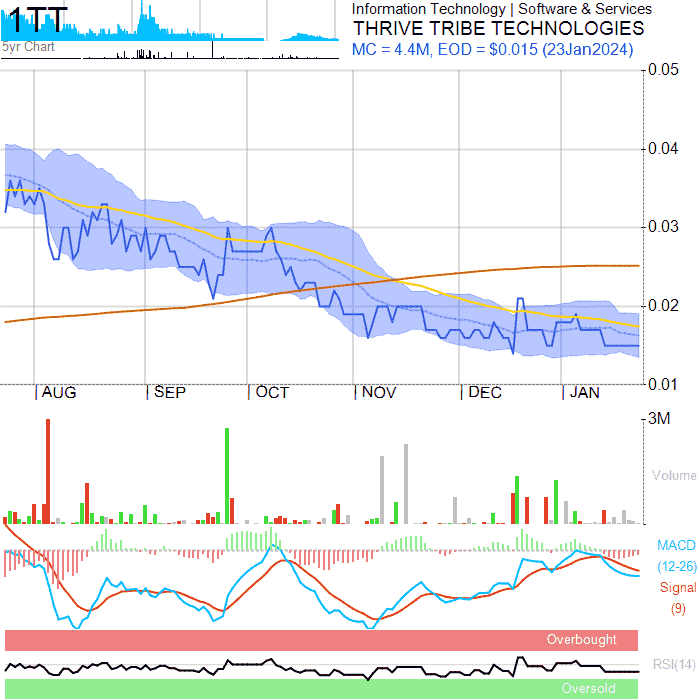 1TT
5yr Chart
Information Technology | Software & Services
THRIVE TRIBE TECHNOLOGIES
MC = 4.4M, EOD = $0.015 (23Jan2024)
0.05
0.04
0.03
0.02
0.01
| AUG | SEP | OCT | NOV | DEC | JAN
3M
Volume
MACD
(12-26)
Signal
(9)
Overbought
RSI(14)
Oversold